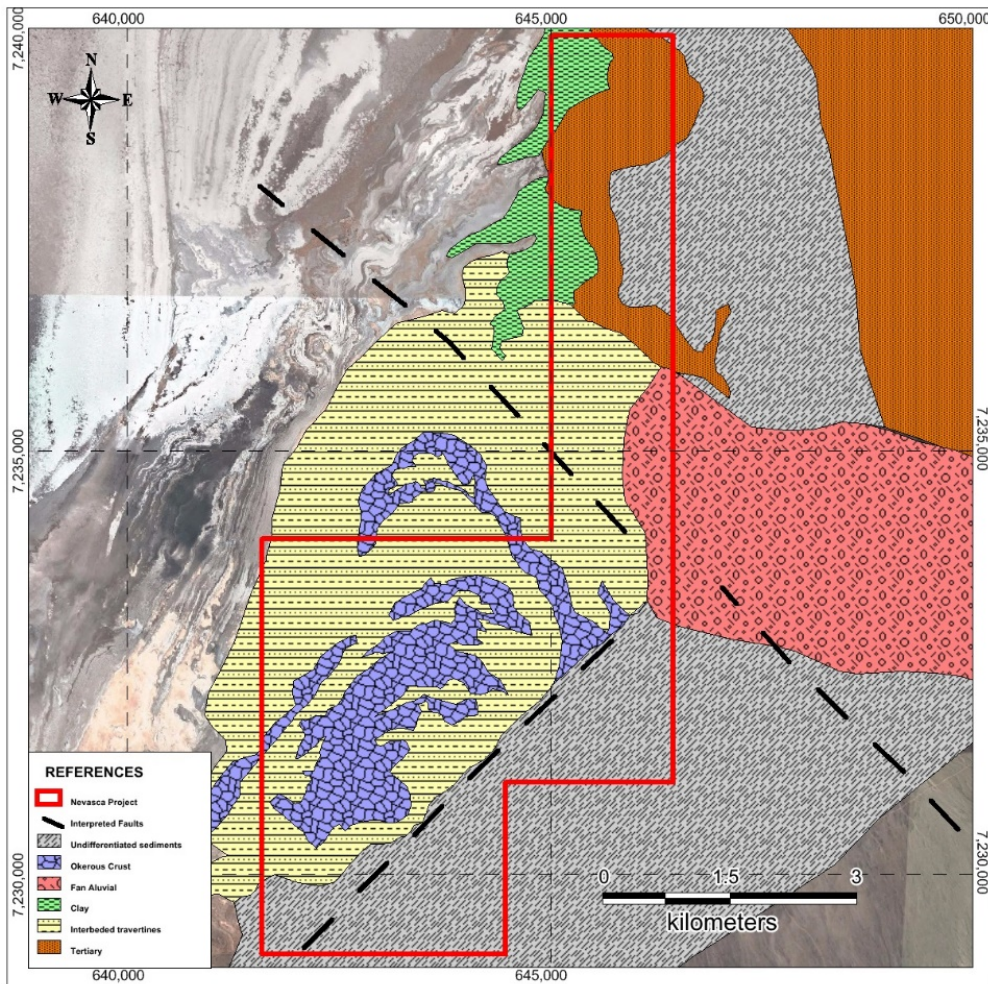 640,000
645,000
650,000
7,240,000
N
W E
S
7,235,000
7,235,000
REFERENCES
Nevasca Project
Interpreted Faults
Undifferentiated sediments
Okerous Crust
Fan Aluvial
Clay
Interbeded travertines
Tertiary
7,230,000
7,230,000
0 1.5 3
kilometers
640,000
645,000
650,000